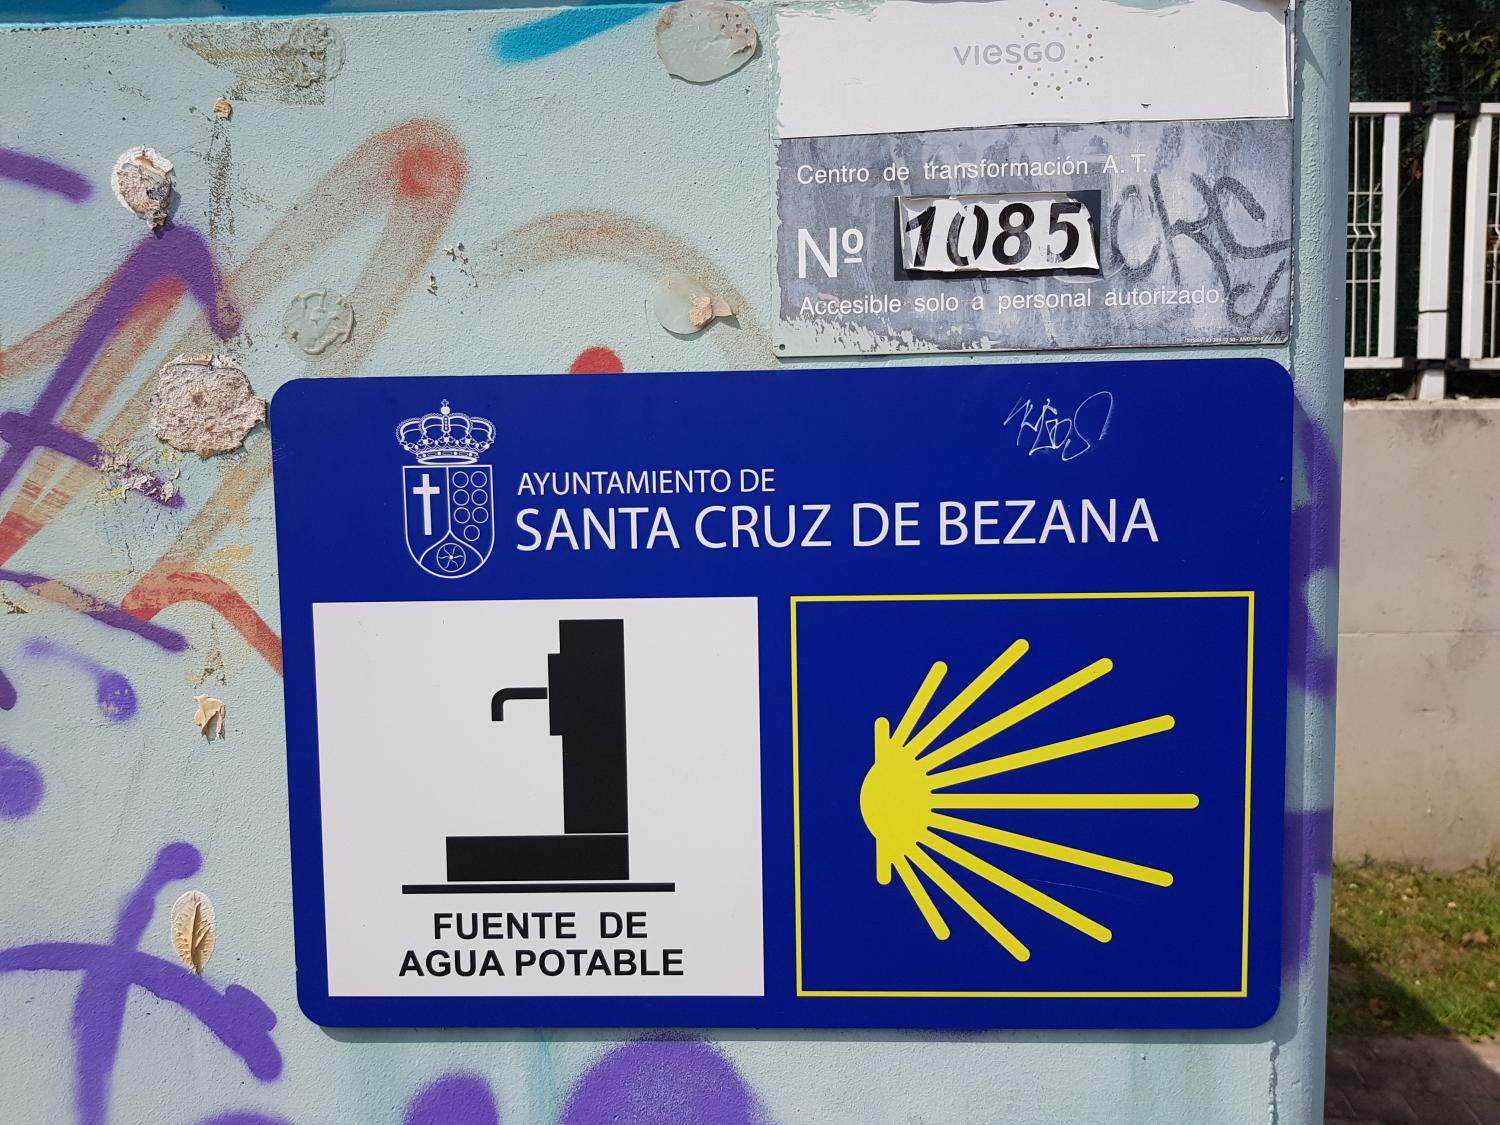 VIESGO
Centro de transformación A.T.
Nº 1085
Accesible solo a personal autorizado.
AYUNTAMIENTO DE
SANTA CRUZ DE BEZANA
FUENTE DE
AGUA POTABLE